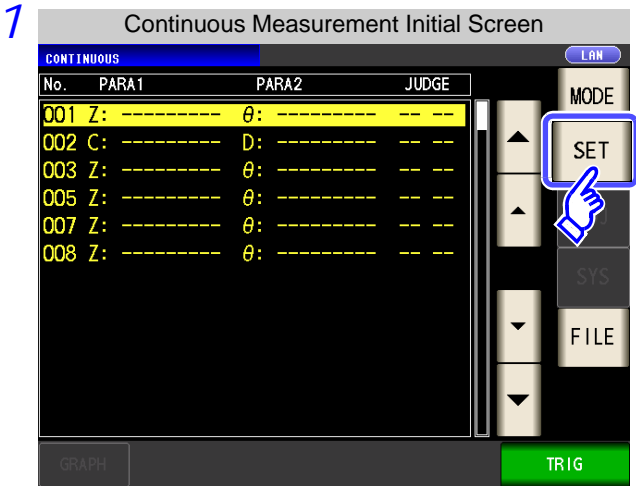 1
Continuous Measurement Initial Screen
CONTINUOUS LAN
No. PARA1 PARA2 JUDGE
001 Z: --------- θ: --------- -- --
002 C: --------- D: --------- -- --
003 Z: --------- θ: --------- -- --
005 Z: --------- θ: --------- -- --
007 Z: --------- θ: --------- -- --
008 Z: --------- θ: --------- -- --
MODE
SET
SYS
FILE
GRAPH
TRIG